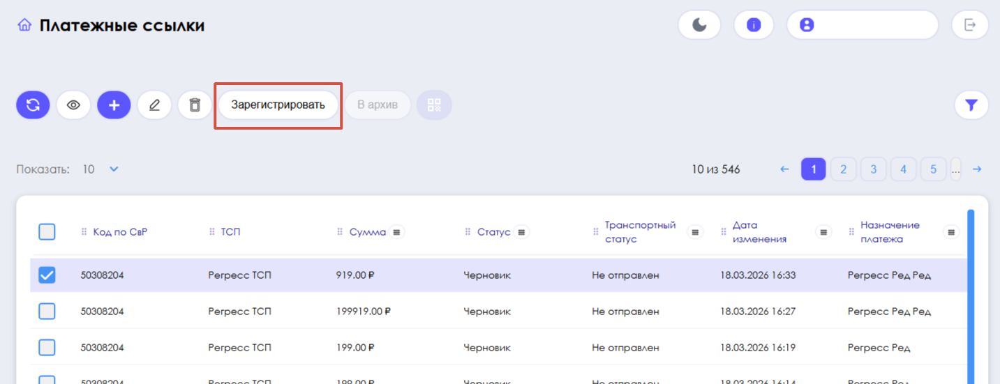 Платежные ссылки
Зарегистрировать
В архив
Показать: 10
10 из 546
1 2 3 4 5 ...
Код по СвР ТСП Сумма Статус Транспортный статус Дата изменения Назначение платежа
50308204 Регресс ТСП 919.00 ₽ Черновик Не отправлен 18.03.2026 16:33 Регресс Ред Ред
50308204 Регресс ТСП 199919.00 ₽ Черновик Не отправлен 18.03.2026 16:27 Регресс Ред Ред
50308204 Регресс ТСП 199.00 ₽ Черновик Не отправлен 18.03.2026 16:19 Регресс Ред
50308204 Регресс ТСП 199.00 ₽ Черновик Не отправлен 18.03.2026 16:14 Регресс Ред